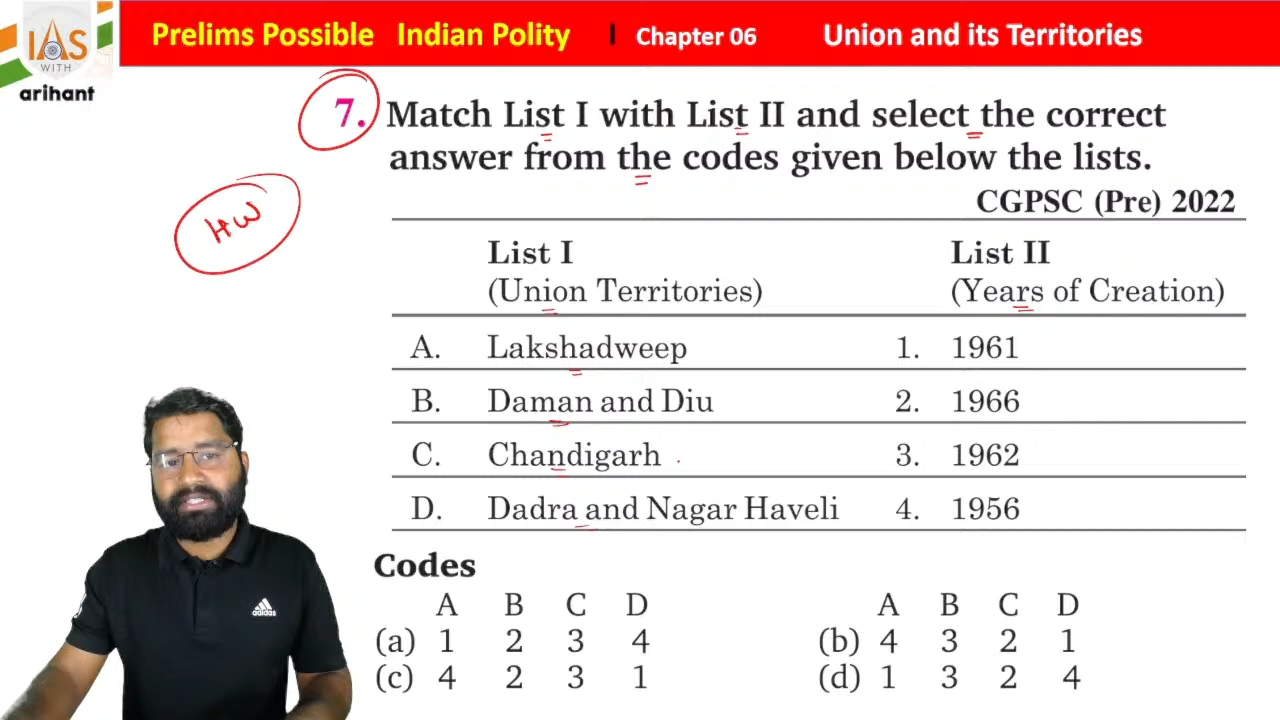 IAS
WITH
arihant
Prelims Possible Indian Polity | Chapter 06 Union and its Territories
7. Match List I with List II and select the correct
answer from the codes given below the lists.
CGPSC (Pre) 2022
HW
List I List II
(Union Territories) (Years of Creation)
A. Lakshadweep 1. 1961
B. Daman and Diu 2. 1966
C. Chandigarh 3. 1962
D. Dadra and Nagar Haveli 4. 1956
Codes
A B C D A B C D
(a) 1 2 3 4 (b) 4 3 2 1
(c) 4 2 3 1 (d) 1 3 2 4
adidas